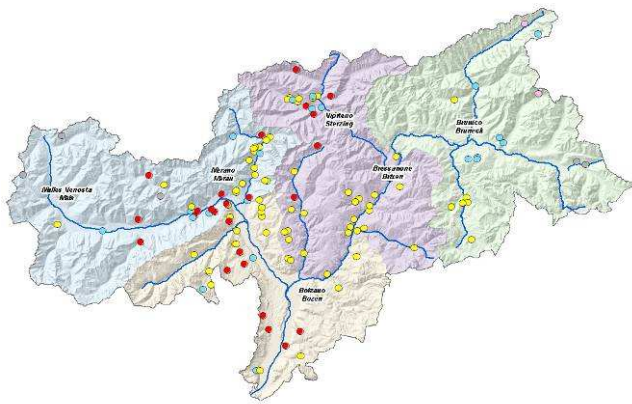 Vipiteno
Sterzing
Brunico
Bruneck
Merano
Meran
Bressanone
Brixen
Malles Venosta
Mals
Bolzano
Bozen